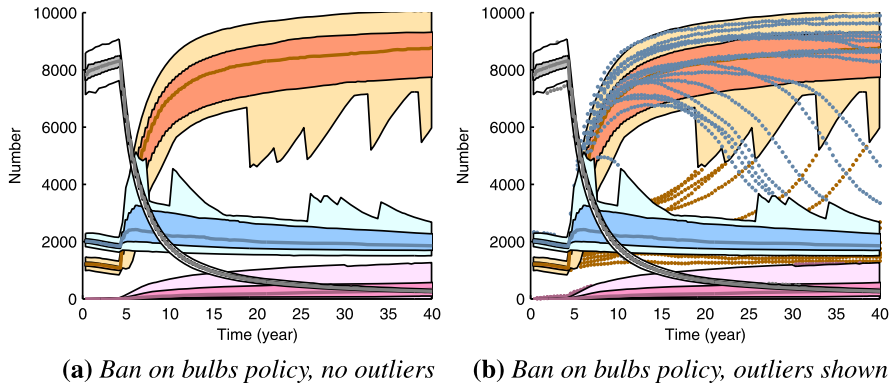 10000
8000
6000
4000
2000
0
Number
0 5 10 15 20 25 30 35 40
Time (year)
(a) Ban on bulbs policy, no outliers
10000
8000
6000
4000
2000
0
Number
0 5 10 15 20 25 30 35 40
Time (year)
(b) Ban on bulbs policy, outliers shown